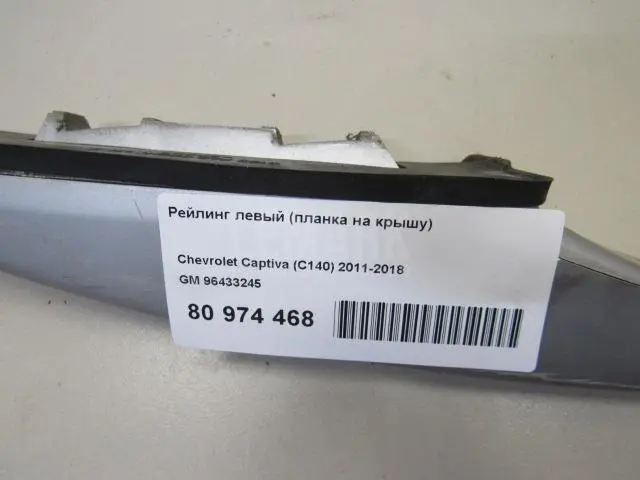 Рейлинг левый (планка на крышу)
Chevrolet Captiva (C140) 2011-2018
GM 96433245
80 974 468